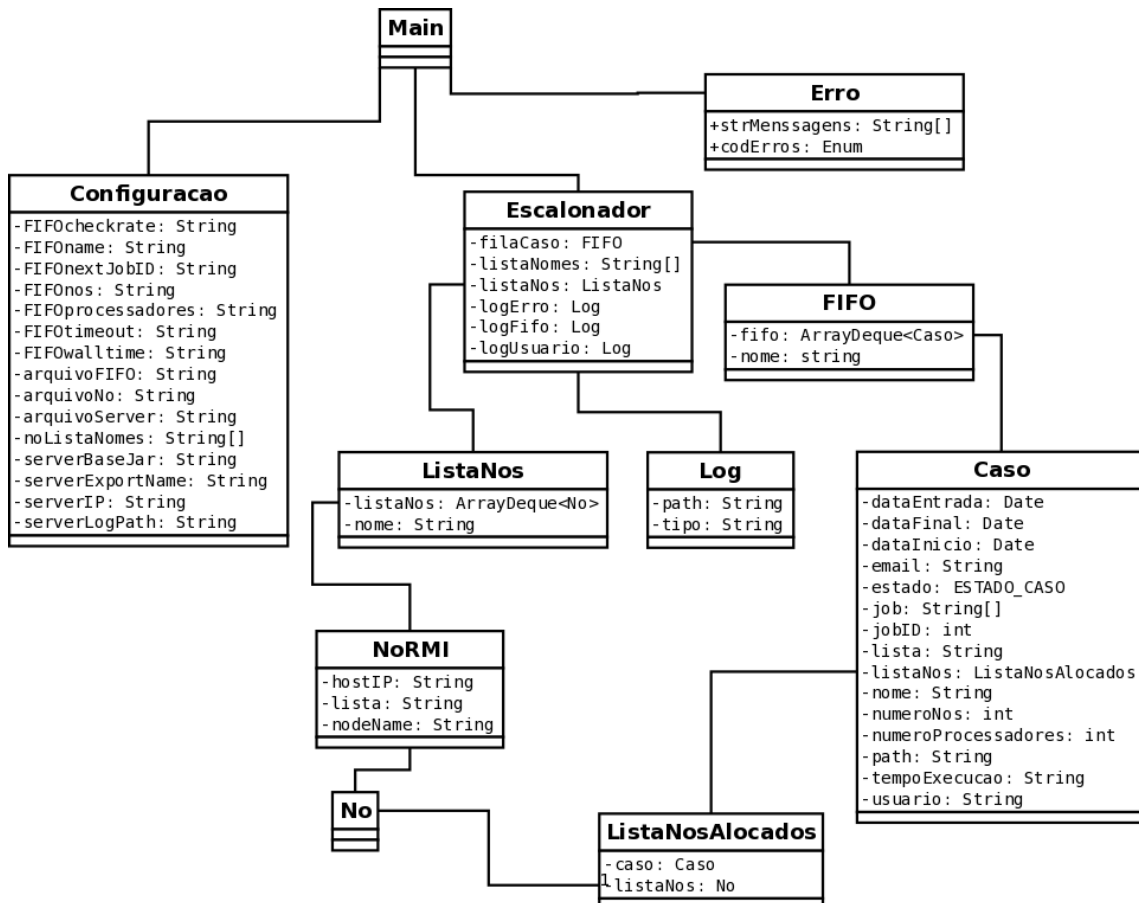 Main
Erro
+strMenssagens: String[]
+codErros: Enum
Configuracao
-FIFOcheckrate: String
-FIFOname: String
-FIFOnextJobID: String
-FIFOnos: String
-FIFOprocessadores: String
-FIFOtimeout: String
-FIFOwalltime: String
-arquivoFIFO: String
-arquivoNo: String
-arquivoServer: String
-noListaNomes: String[]
-serverBaseJar: String
-serverExportName: String
-serverIP: String
-serverLogPath: String
Escalonador
-filaCaso: FIFO
-listaNomes: String[]
-listaNos: ListaNos
-logErro: Log
-logFifo: Log
-logUsuario: Log
FIFO
-fifo: ArrayDeque<Caso>
-nome: string
ListaNos
-listaNos: ArrayDeque<No>
-nome: String
Log
-path: String
-tipo: String
Caso
-dataEntrada: Date
-dataFinal: Date
-dataInicio: Date
-email: String
-estado: ESTADO_CASO
-job: String[]
-jobID: int
-lista: String
-listaNos: ListaNosAlocados
-nome: String
-numeroNos: int
-numeroProcessadores: int
-path: String
-tempoExecucao: String
-usuario: String
NoRMI
-hostIP: String
-lista: String
-nodeName: String
No
ListaNosAlocados
-caso: Caso
1
-listaNos: No